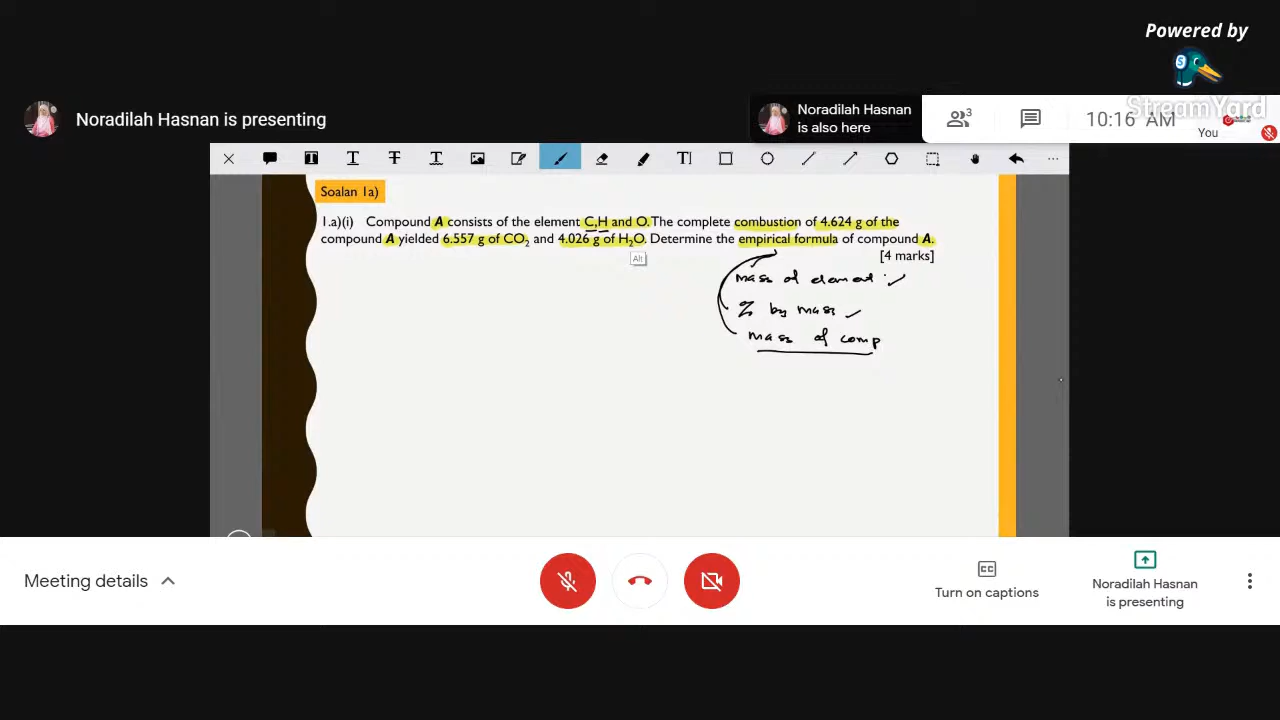 Powered by
StreamYard
Noradilah Hasnan is presenting
Noradilah Hasnan
is also here
3
10:16 AM
You
Soalan 1a)
1.a)(i) Compound A consists of the element C,H and O. The complete combustion of 4.624 g of the
compound A yielded 6.557 g of CO2 and 4.026 g of H2O. Determine the empirical formula of compound A.
[4 marks]
Alt
mass of element :
% by mass
mass of comp
Meeting details
Turn on captions
Noradilah Hasnan
is presenting